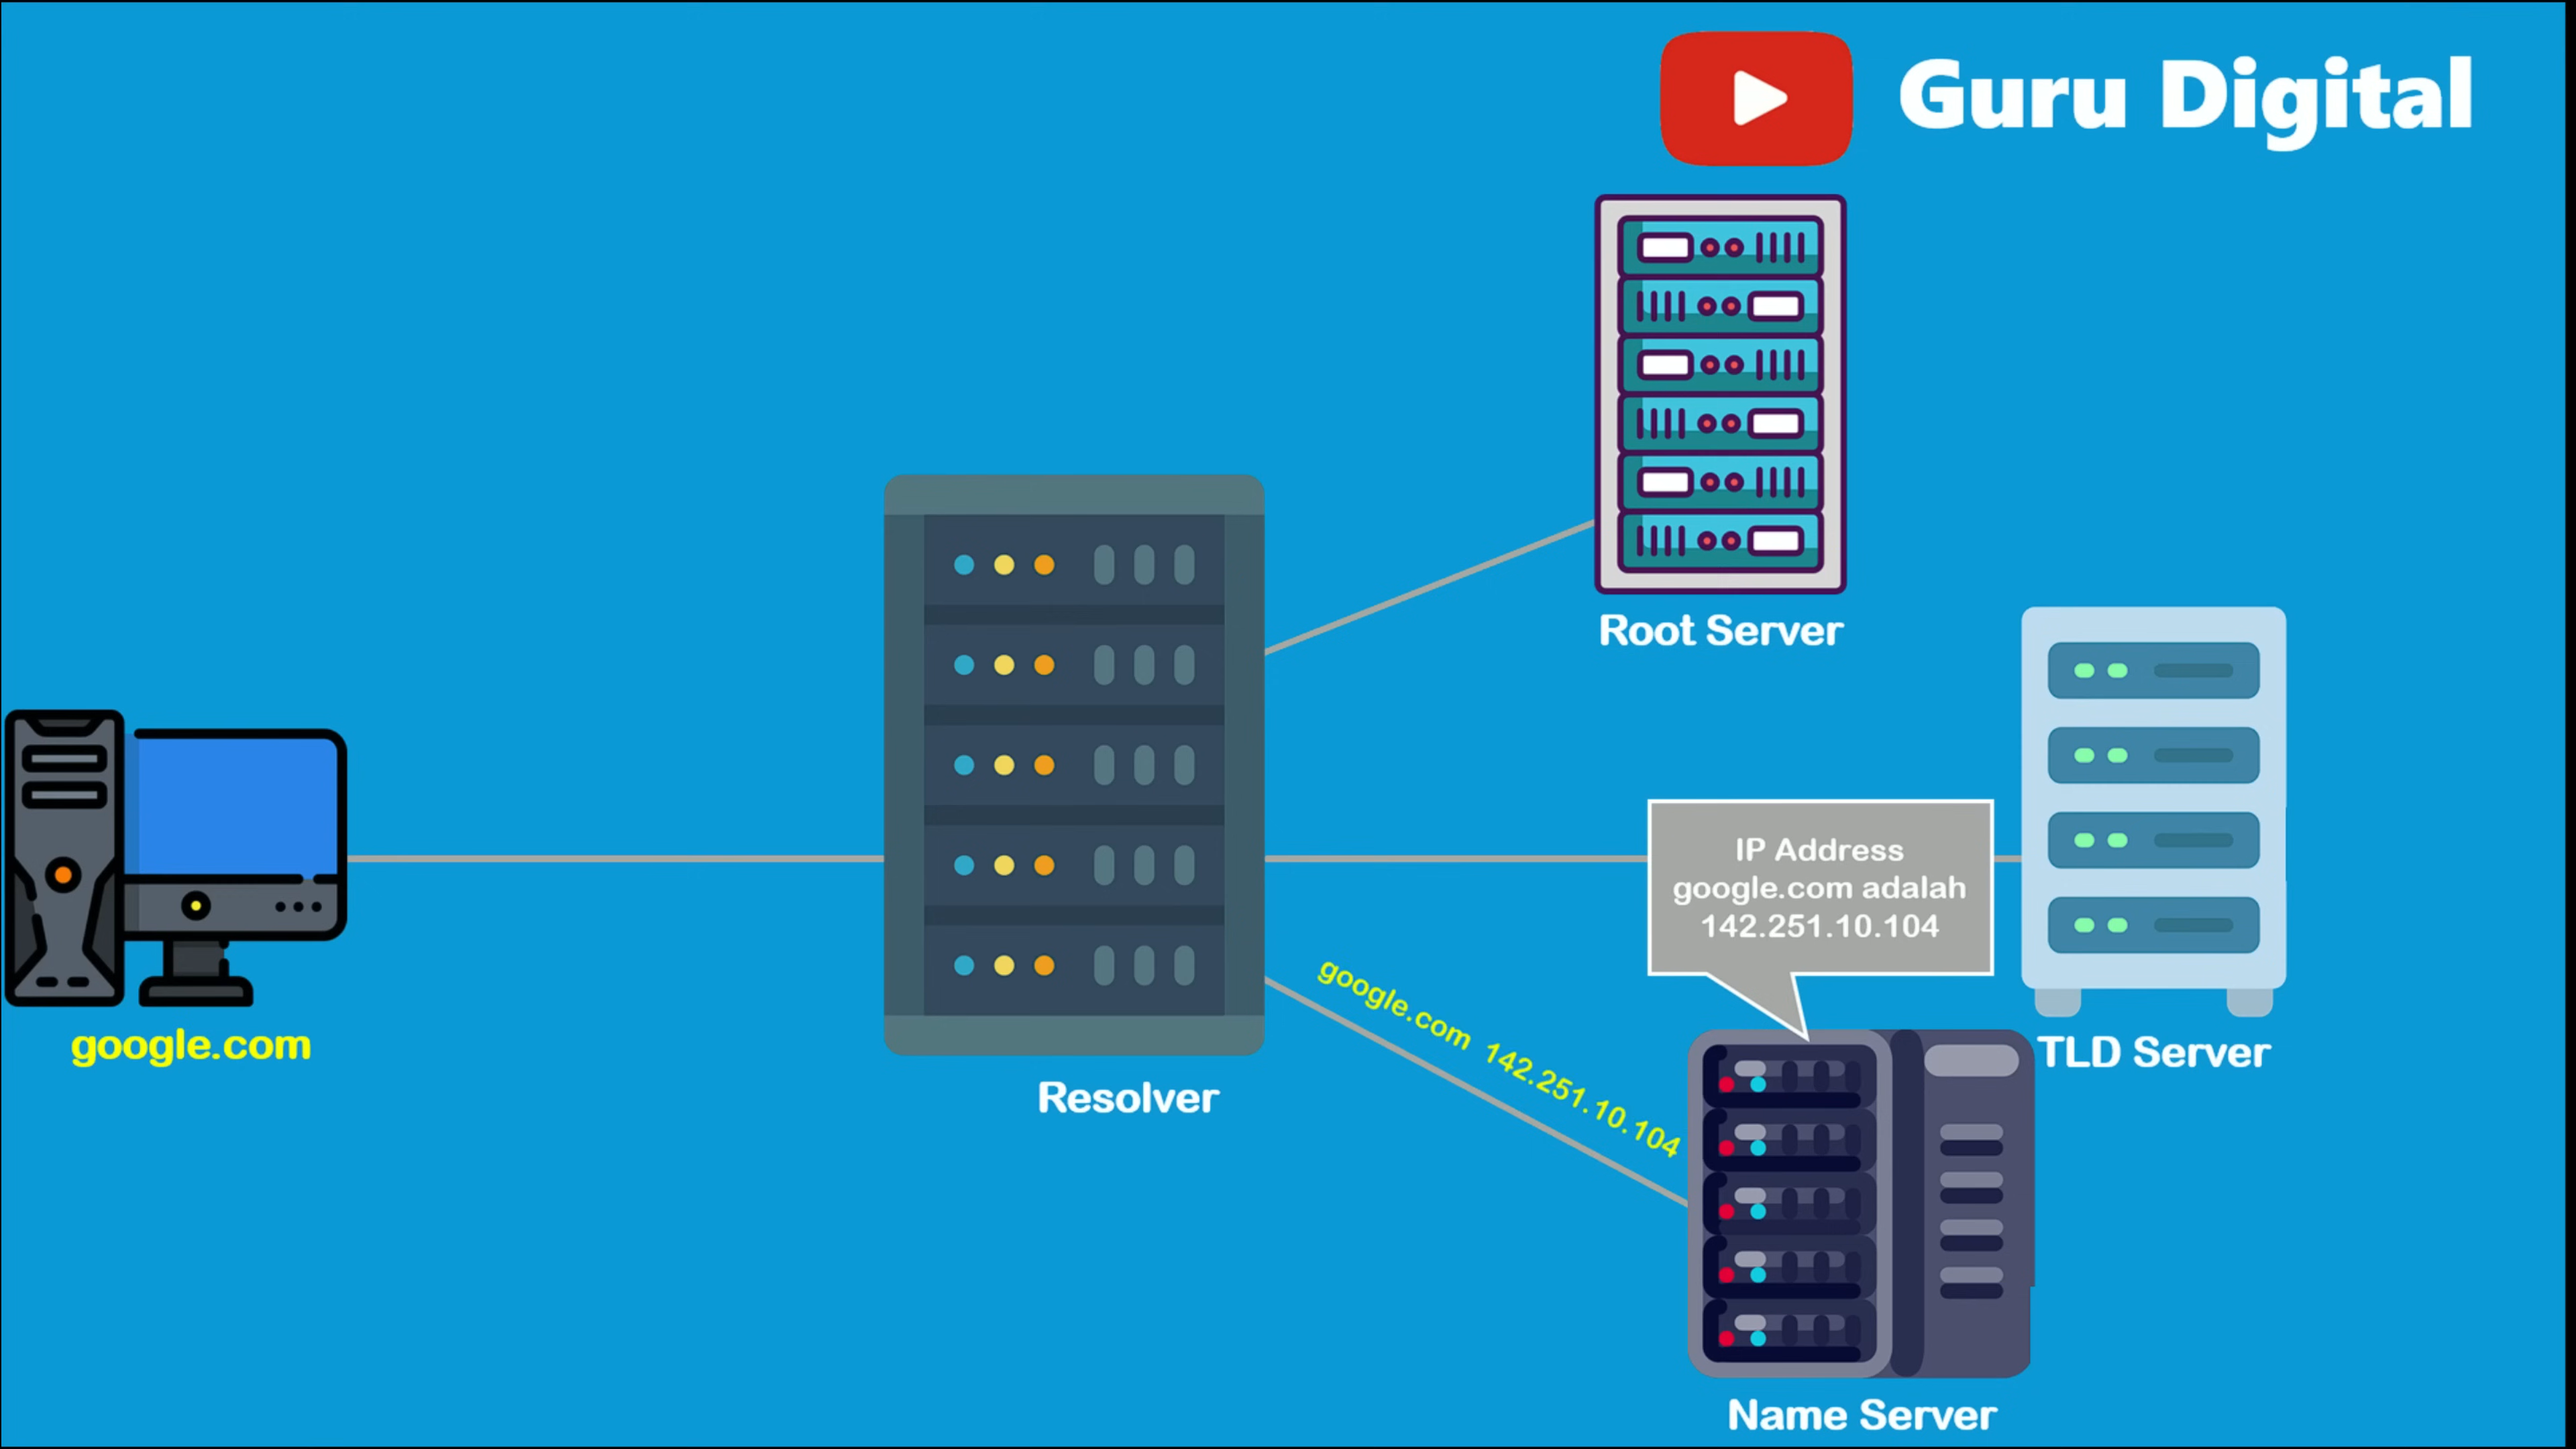 Guru Digital
Root Server
IP Address
google.com adalah
142.251.10.104
google.com 142.251.10.104
google.com
TLD Server
Resolver
Name Server